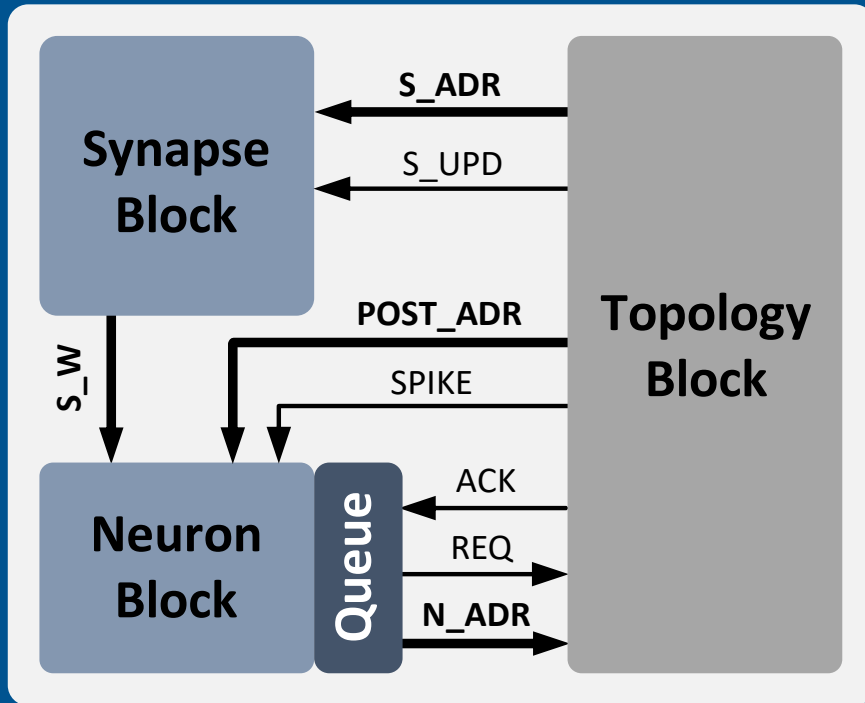 Synapse
Block
S_ADR
S_UPD
Topology
Block
POST_ADR
SPIKE
S_W
Neuron
Block
Queue
ACK
REQ
N_ADR